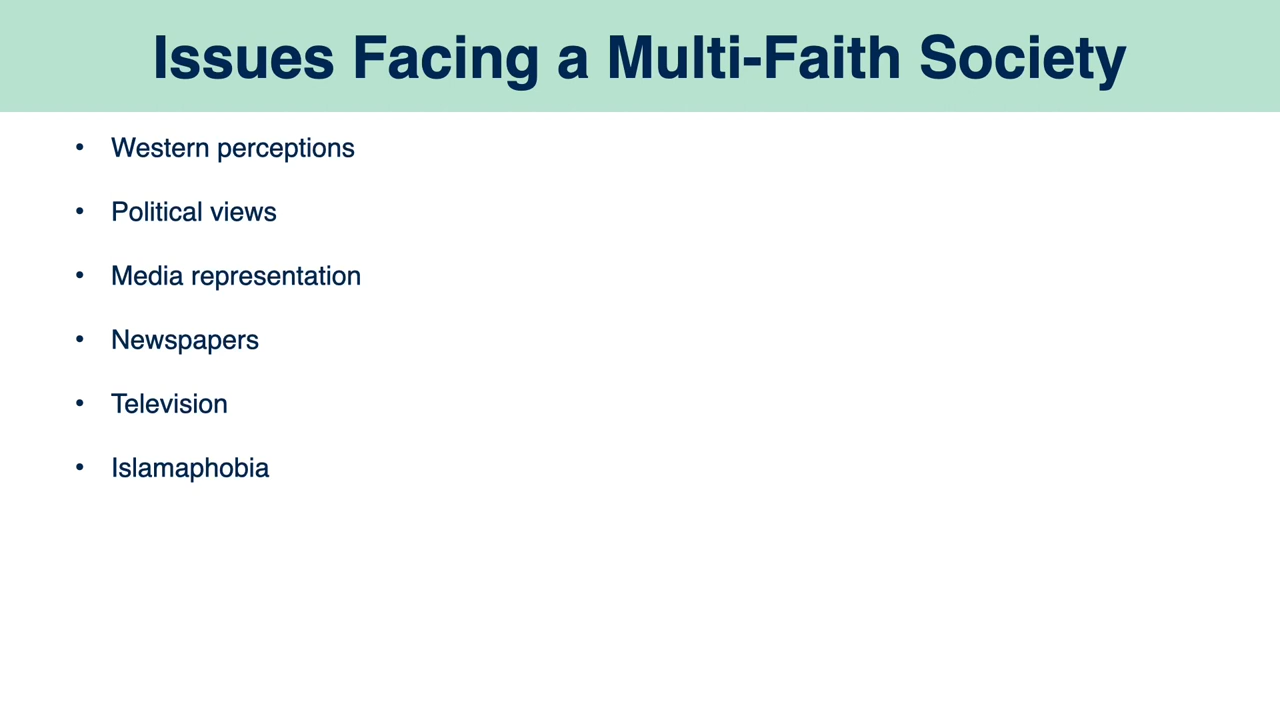 Issues Facing a Multi-Faith Society
• Western perceptions
• Political views
• Media representation
• Newspapers
• Television
• Islamaphobia